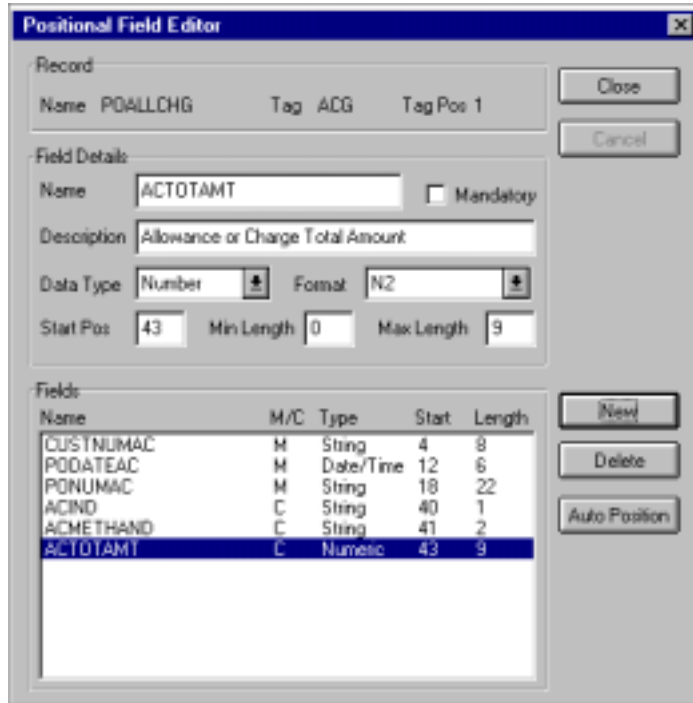 Positional Field Editor
Record
Name POALLCHG Tag ACG Tag Pos 1
Close
Cancel
Field Details
Name ACTOTAMT Mandatory
Description Allowance or Charge Total Amount
Data Type Number Format N2
Start Pos 43 Min Length 0 Max Length 9
Fields
Name M/C Type Start Length
CUSTNUMAC M String 4 8
PODATEAC M Date/Time 12 6
PONUMAC M String 18 22
ACIND C String 40 1
ACMETHAND C String 41 2
ACTOTAMT C Numeric 43 9
New
Delete
Auto Position